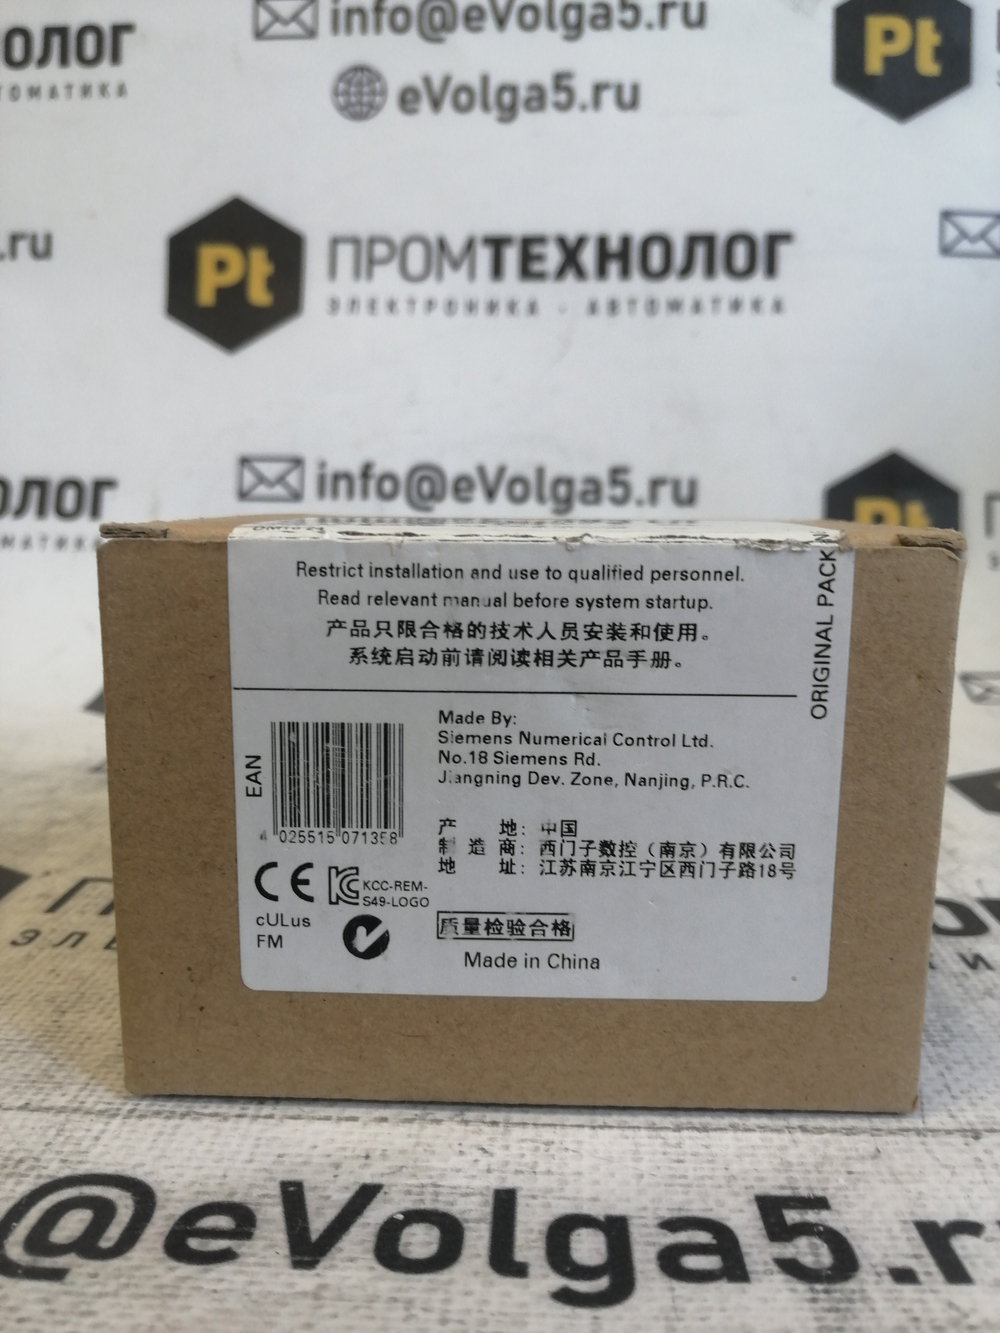 info@eVolga5.ru
НОЛОГ
ТОМАТИКА
eVolga5.ru
Pt
.ru
Pt
ПРОМТЕХНОЛОГ
ЭЛЕКТРОНИКА - АВТОМАТИКА
ОЛОГ
МАТИКА
info@eVolga5.ru
Pt
Restrict installation and use to qualified personnel.
Read relevant manual before system startup.
产品只限合格的技术人员安装和使用。
系统启动前请阅读相关产品手册。
ORIGINAL PACK
EAN
4 025515 071358
Made By:
Siemens Numerical Control Ltd.
No.18 Siemens Rd.
Jiangning Dev. Zone, Nanjing, P.R.C.
产 地: 中国
制 造 商: 西门子数控(南京)有限公司
地 址: 江苏南京江宁区西门子路18号
CE
KCC-REM-
S49-LOGO
cULus
FM
质量检验合格
Made in China
@eVolga5.r